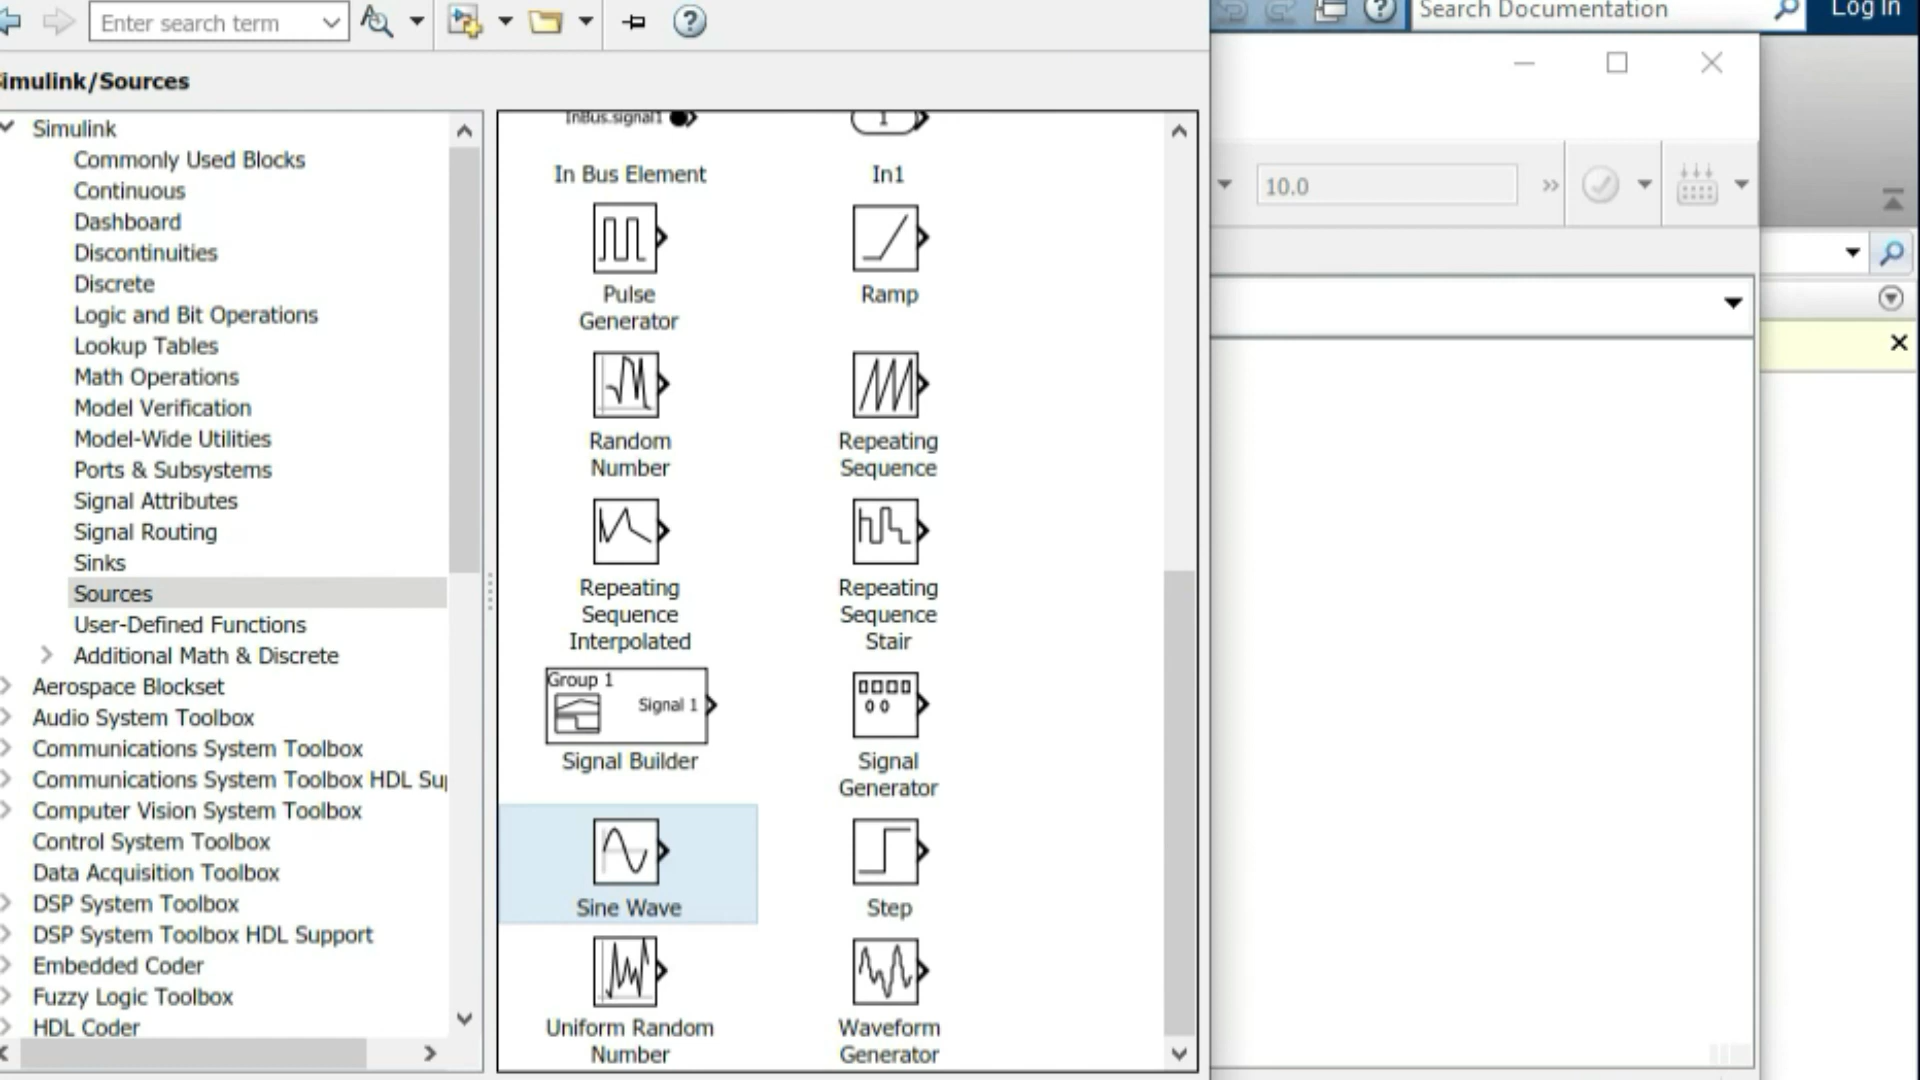 Enter search term
Search Documentation
Log In
imulink/Sources
Simulink
Commonly Used Blocks
Continuous
Dashboard
Discontinuities
Discrete
Logic and Bit Operations
Lookup Tables
Math Operations
Model Verification
Model-Wide Utilities
Ports & Subsystems
Signal Attributes
Signal Routing
Sinks
Sources
User-Defined Functions
Additional Math & Discrete
Aerospace Blockset
Audio System Toolbox
Communications System Toolbox
Communications System Toolbox HDL Su
Computer Vision System Toolbox
Control System Toolbox
Data Acquisition Toolbox
DSP System Toolbox
DSP System Toolbox HDL Support
Embedded Coder
Fuzzy Logic Toolbox
HDL Coder
InBus.signal1
1
In Bus Element
In1
Pulse
Generator
Ramp
Random
Number
Repeating
Sequence
Repeating
Sequence
Interpolated
Repeating
Sequence
Stair
Group 1
Signal 1
Signal Builder
Signal
Generator
Sine Wave
Step
Uniform Random
Number
Waveform
Generator
10.0